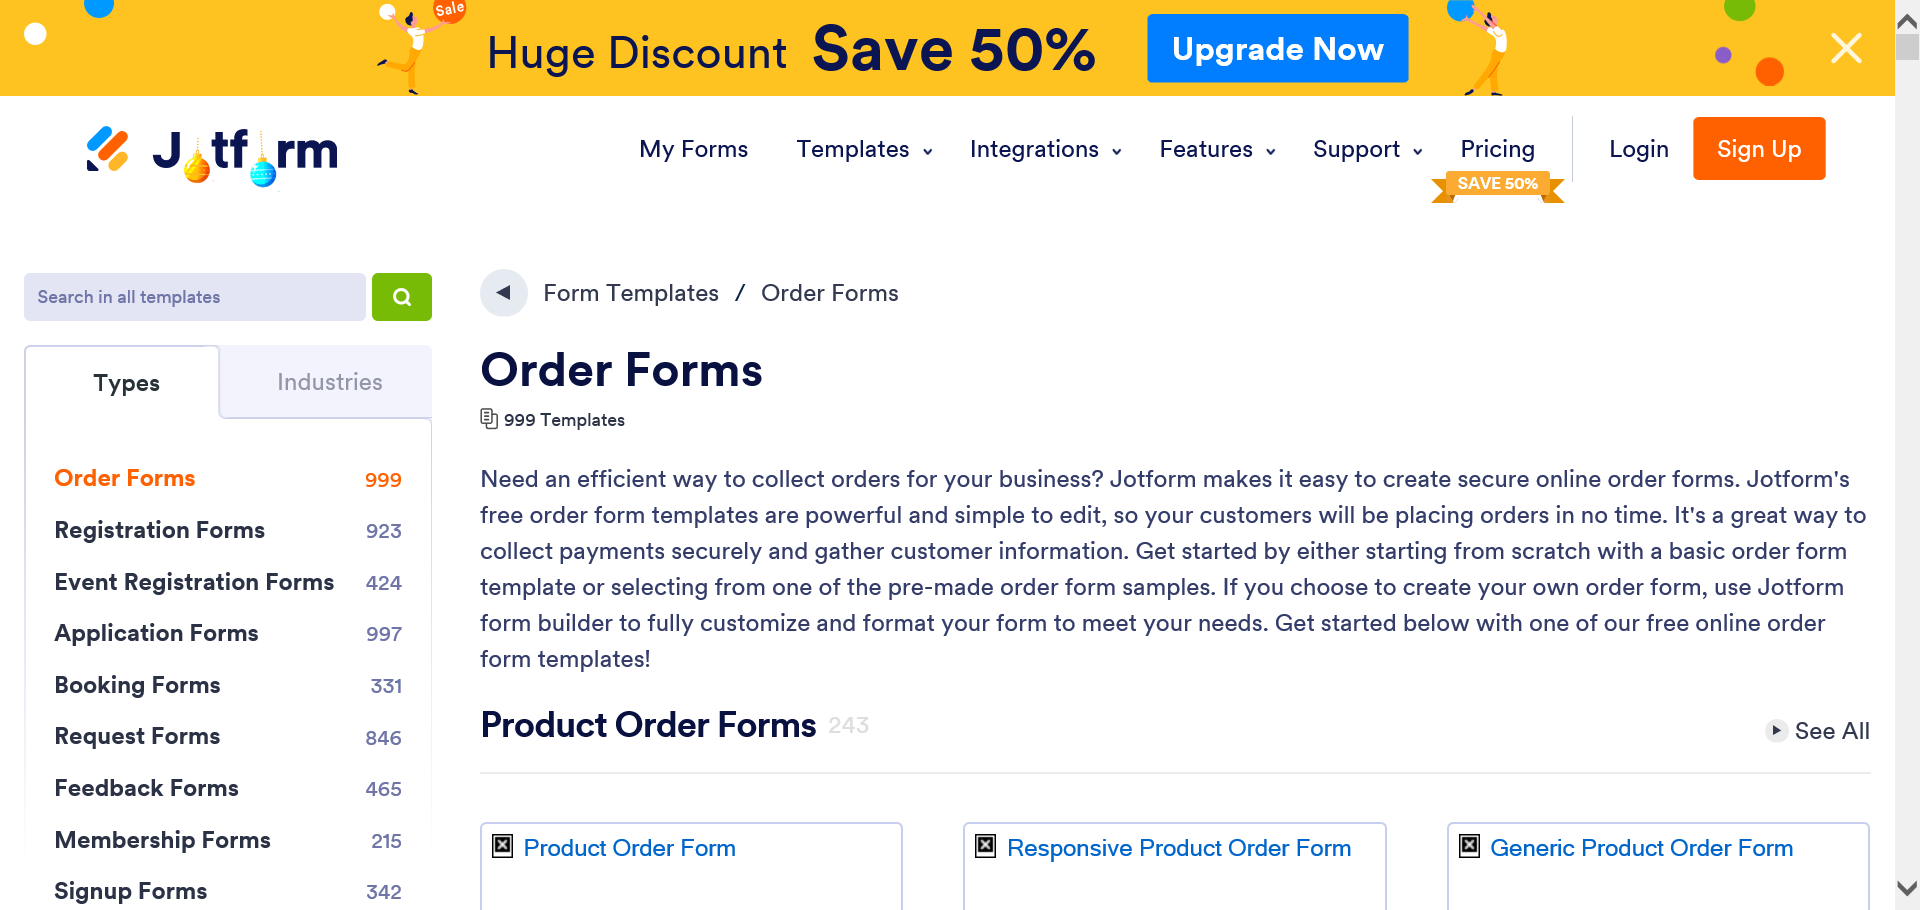 Sale
Huge Discount Save 50% Upgrade Now
Jotform
My Forms Templates Integrations Features Support Pricing Login Sign Up
SAVE 50%
Search in all templates
Form Templates / Order Forms
Types Industries
Order Forms
999 Templates
Order Forms 999
Registration Forms 923
Event Registration Forms 424
Application Forms 997
Booking Forms 331
Request Forms 846
Feedback Forms 465
Membership Forms 215
Signup Forms 342
Need an efficient way to collect orders for your business? Jotform makes it easy to create secure online order forms. Jotform's
free order form templates are powerful and simple to edit, so your customers will be placing orders in no time. It's a great way to
collect payments securely and gather customer information. Get started by either starting from scratch with a basic order form
template or selecting from one of the pre-made order form samples. If you choose to create your own order form, use Jotform
form builder to fully customize and format your form to meet your needs. Get started below with one of our free online order
form templates!
Product Order Forms 243
See All
Product Order Form
Responsive Product Order Form
Generic Product Order Form